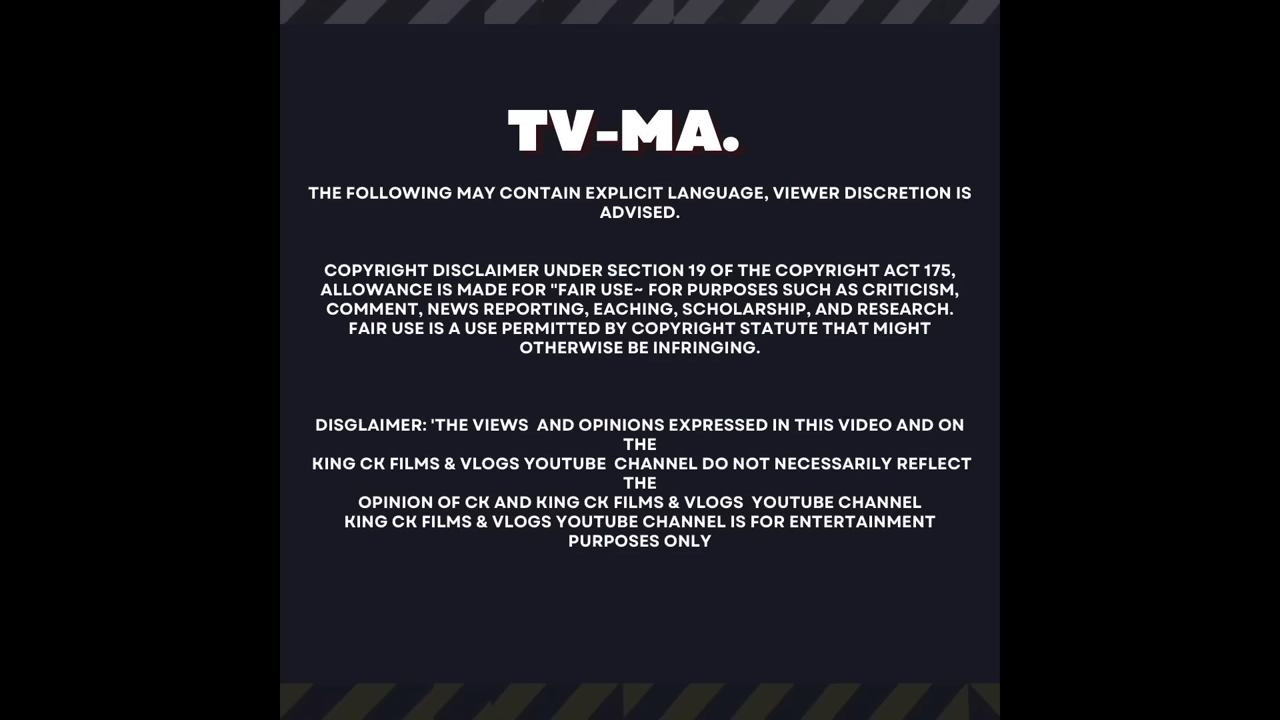 TV-MA.
THE FOLLOWING MAY CONTAIN EXPLICIT LANGUAGE, VIEWER DISCRETION IS
ADVISED.
COPYRIGHT DISCLAIMER UNDER SECTION 19 OF THE COPYRIGHT ACT 175,
ALLOWANCE IS MADE FOR "FAIR USE~ FOR PURPOSES SUCH AS CRITICISM,
COMMENT, NEWS REPORTING, EACHING, SCHOLARSHIP, AND RESEARCH.
FAIR USE IS A USE PERMITTED BY COPYRIGHT STATUTE THAT MIGHT
OTHERWISE BE INFRINGING.
DISGLAIMER: 'THE VIEWS  AND OPINIONS EXPRESSED IN THIS VIDEO AND ON
THE
KING CK FILMS & VLOGS YOUTUBE  CHANNEL DO NOT NECESSARILY REFLECT
THE
OPINION OF CK AND KING CK FILMS & VLOGS  YOUTUBE CHANNEL
KING CK FILMS & VLOGS YOUTUBE CHANNEL IS FOR ENTERTAINMENT
PURPOSES ONLY